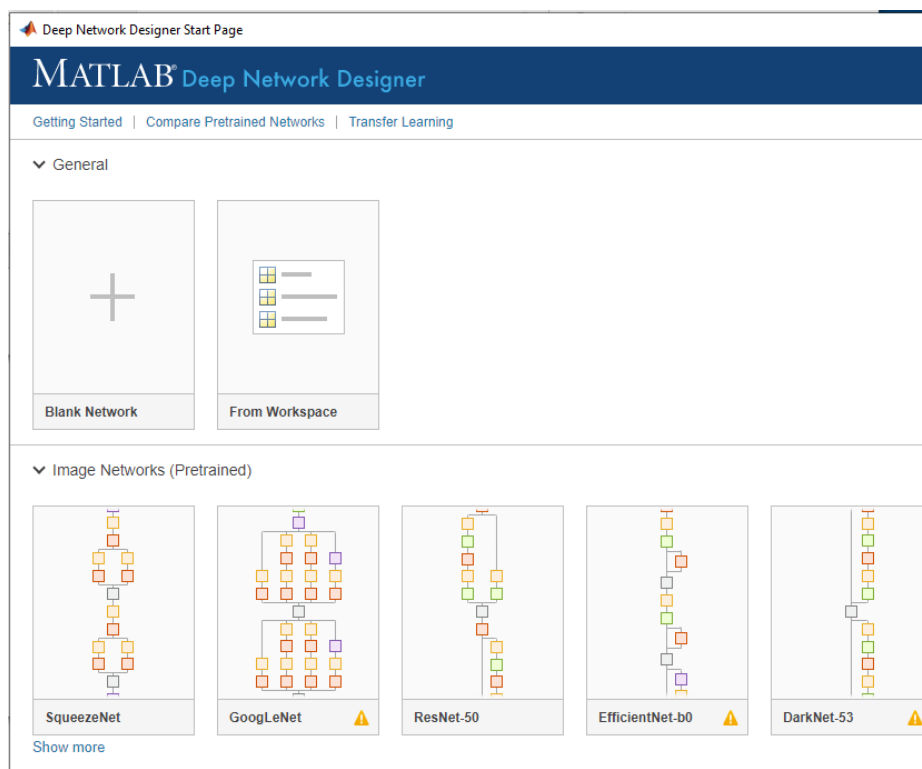 Deep Network Designer Start Page
MATLAB® Deep Network Designer
Getting Started | Compare Pretrained Networks | Transfer Learning
General
Blank Network
From Workspace
Image Networks (Pretrained)
SqueezeNet
GoogLeNet
ResNet-50
EfficientNet-b0
DarkNet-53
Show more